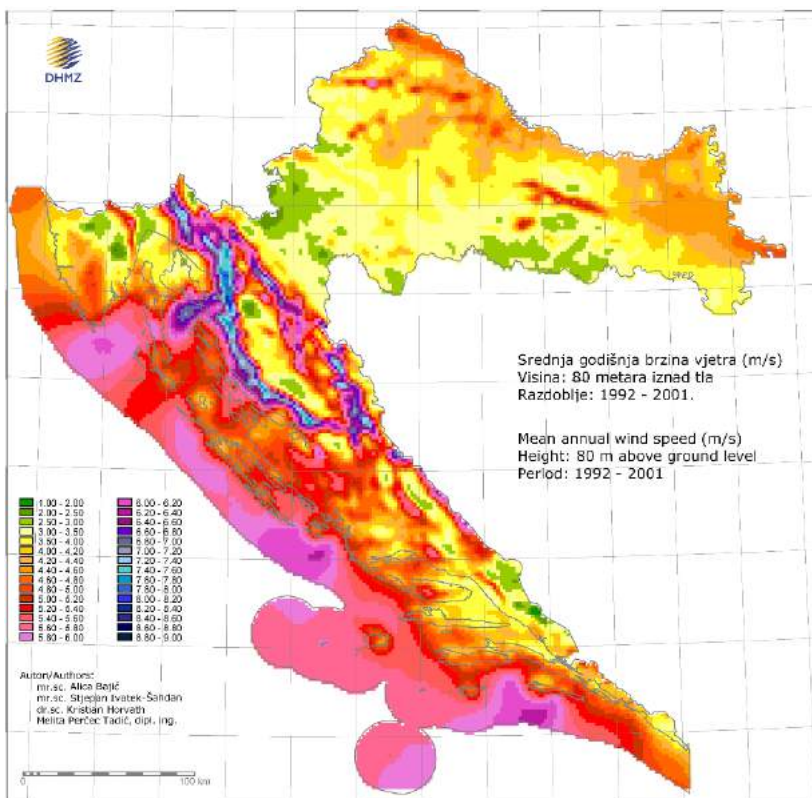 DHMZ
Srednja godišnja brzina vjetra (m/s)
Visina: 80 metara iznad tla
Razdoblje: 1992 - 2001.
Mean annual wind speed (m/s)
Height: 80 m above ground level
Period: 1992 - 2001
1.00 - 2.00
2.00 - 2.50
2.50 - 3.00
3.00 - 3.50
3.50 - 4.00
4.00 - 4.20
4.20 - 4.40
4.40 - 4.60
4.60 - 4.80
4.80 - 5.00
5.00 - 5.20
5.20 - 5.40
5.40 - 5.60
5.60 - 5.80
5.80 - 6.00
6.00 - 6.20
6.20 - 6.40
6.40 - 6.60
6.60 - 6.80
6.80 - 7.00
7.00 - 7.20
7.20 - 7.40
7.40 - 7.60
7.60 - 7.80
7.80 - 8.00
8.00 - 8.20
8.20 - 8.40
8.40 - 8.60
8.60 - 8.80
8.80 - 9.00
Autori/Authors:
mr.sc. Alica Bajić
mr.sc. Stjepan Ivatek-Šahdan
dr.sc. Kristian Horvath
Melita Perčec Tadić, dipl. ing.
0 100 km